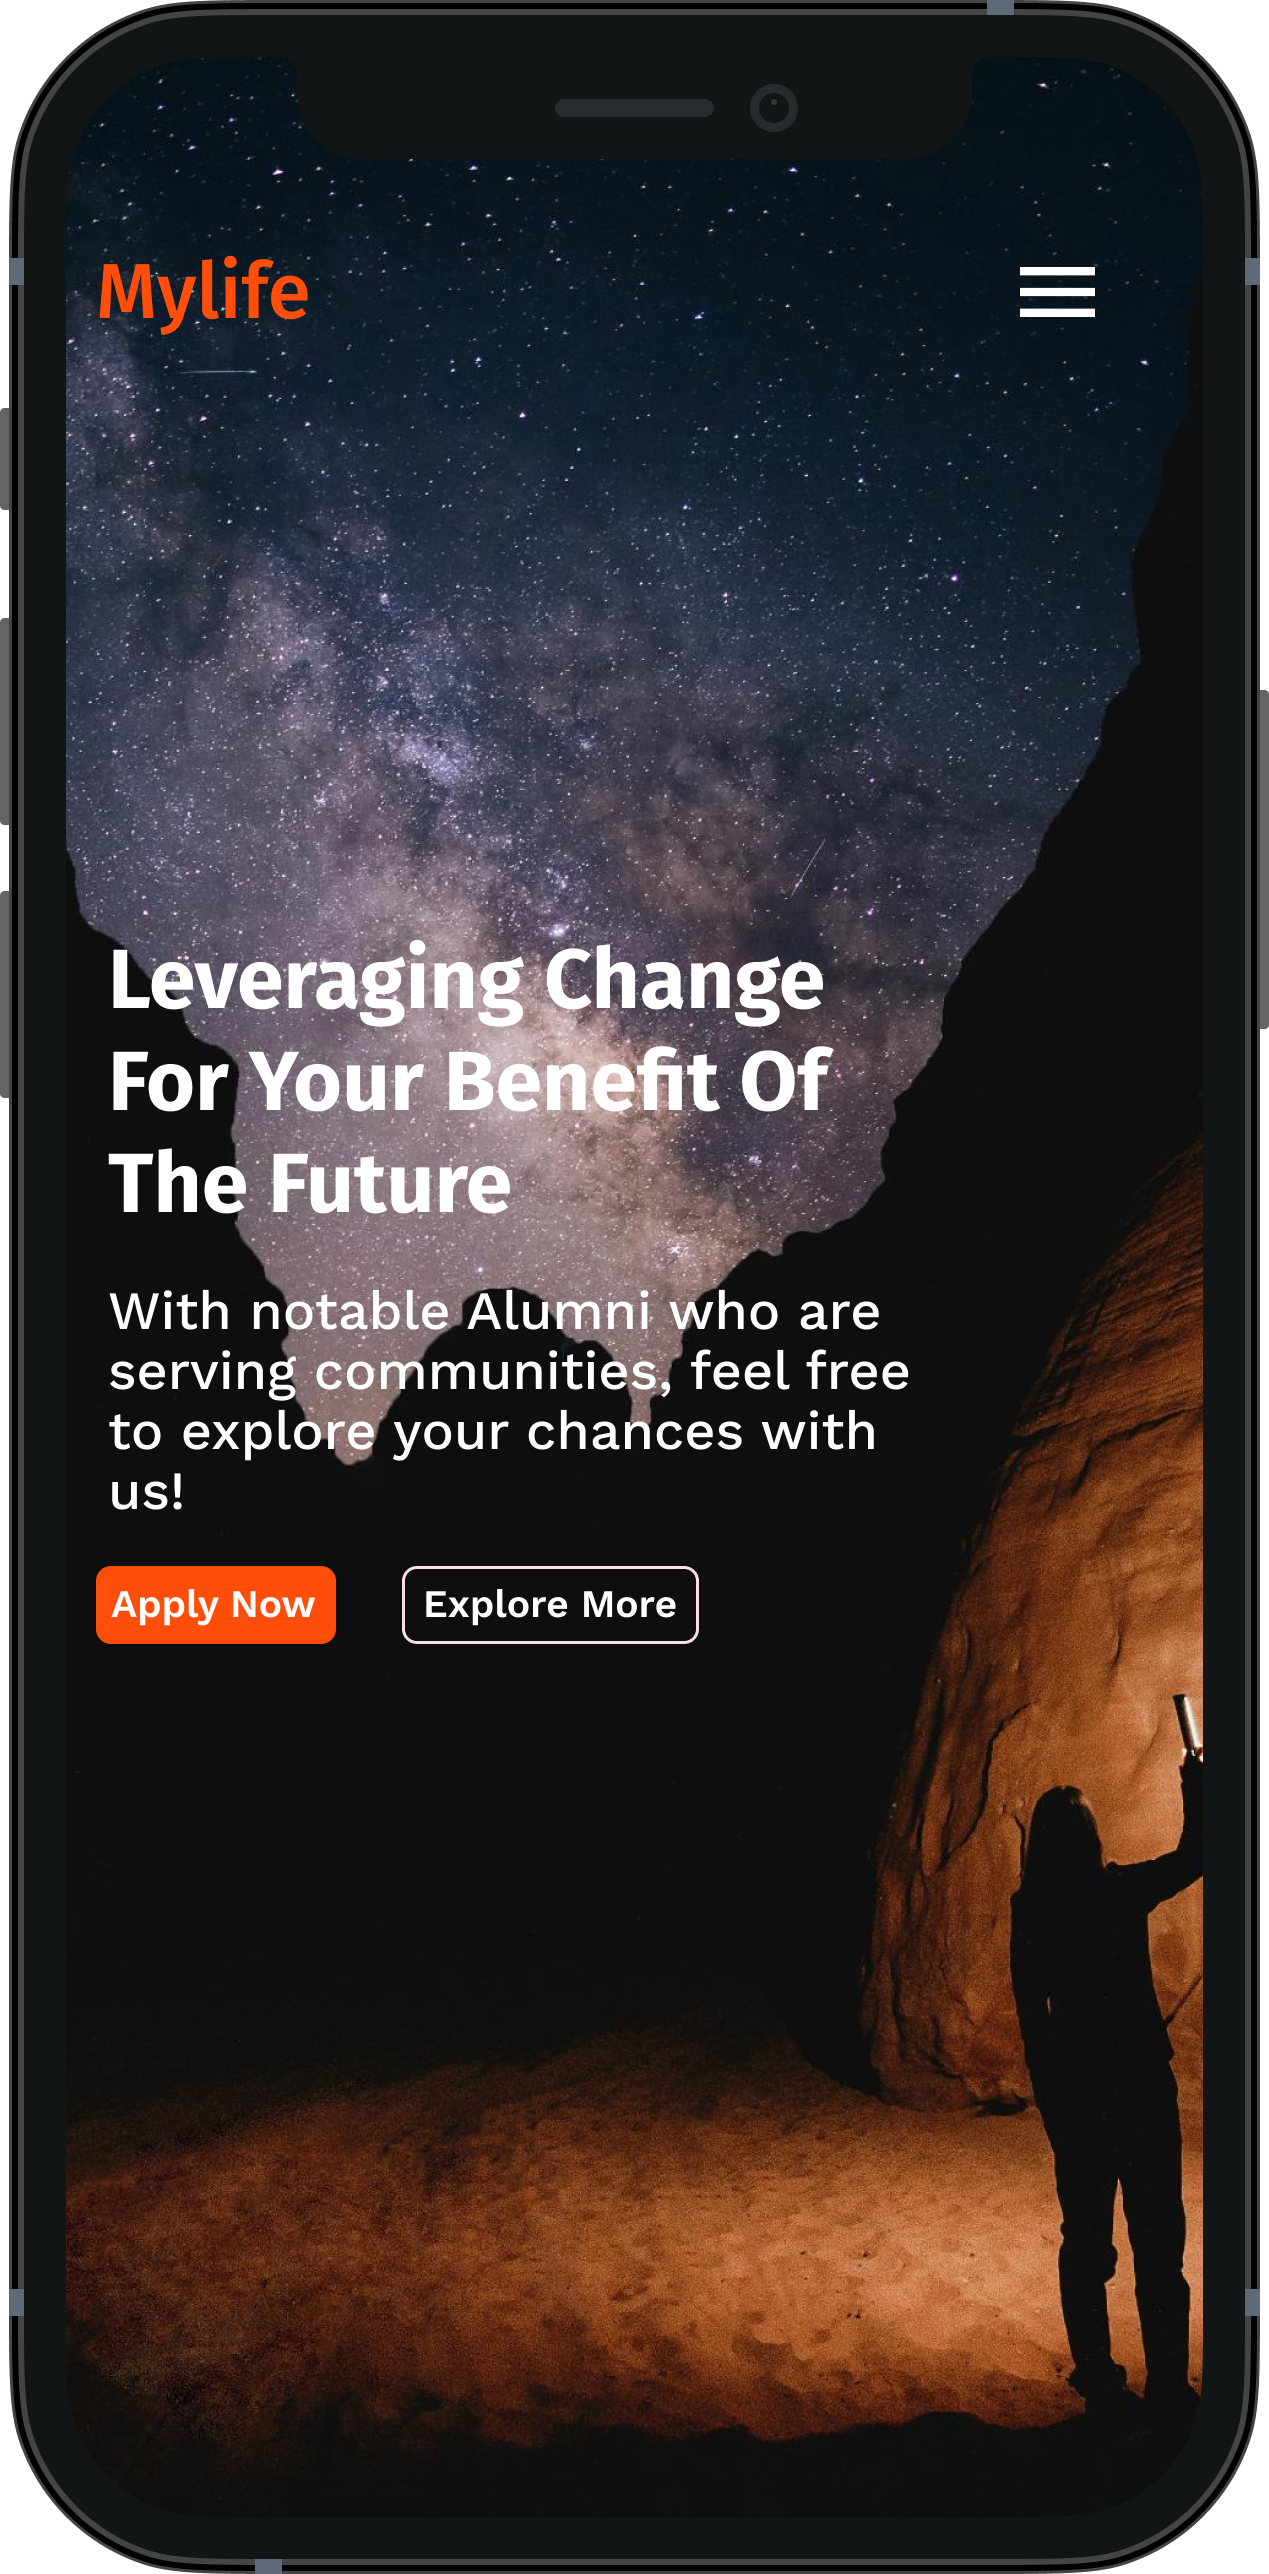 Mylife
Leveraging Change
For Your Benefit Of
The Future
With notable Alumni who are
serving communities, feel free
to explore your chances with
us!
Apply Now
Explore More